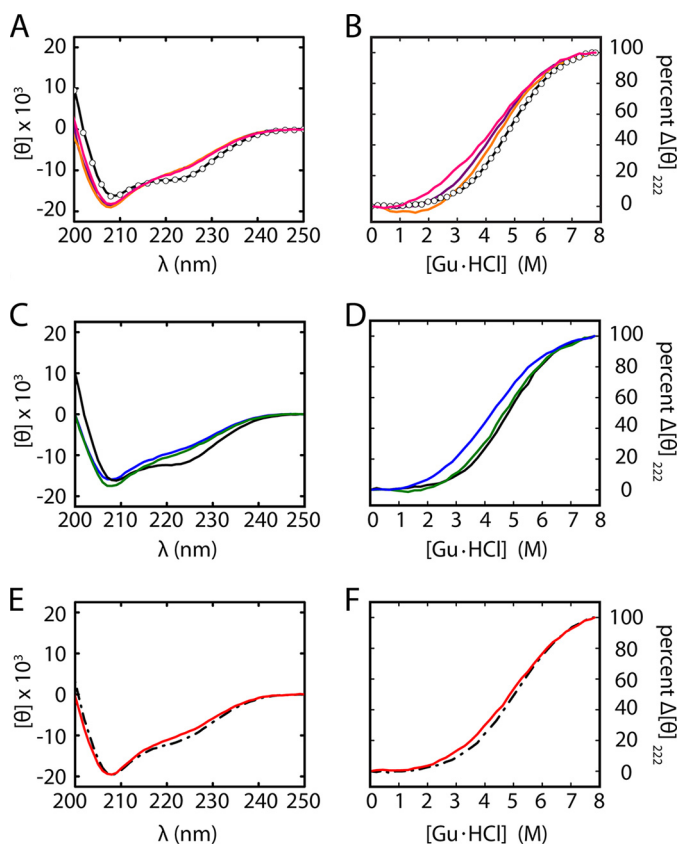 A
B
20
10
0
-10
-20
[θ] x 10³
200 210 220 230 240 250
λ (nm)
100
80
60
40
20
0
percent Δ[θ] 222
0 1 2 3 4 5 6 7 8
[Gu·HCl] (M)
C
D
20
10
0
-10
-20
[θ] x 10³
200 210 220 230 240 250
λ (nm)
100
80
60
40
20
0
percent Δ[θ] 222
0 1 2 3 4 5 6 7 8
[Gu·HCl] (M)
E
F
20
10
0
-10
-20
[θ] x 10³
200 210 220 230 240 250
λ (nm)
100
80
60
40
20
0
percent Δ[θ] 222
0 1 2 3 4 5 6 7 8
[Gu·HCl] (M)